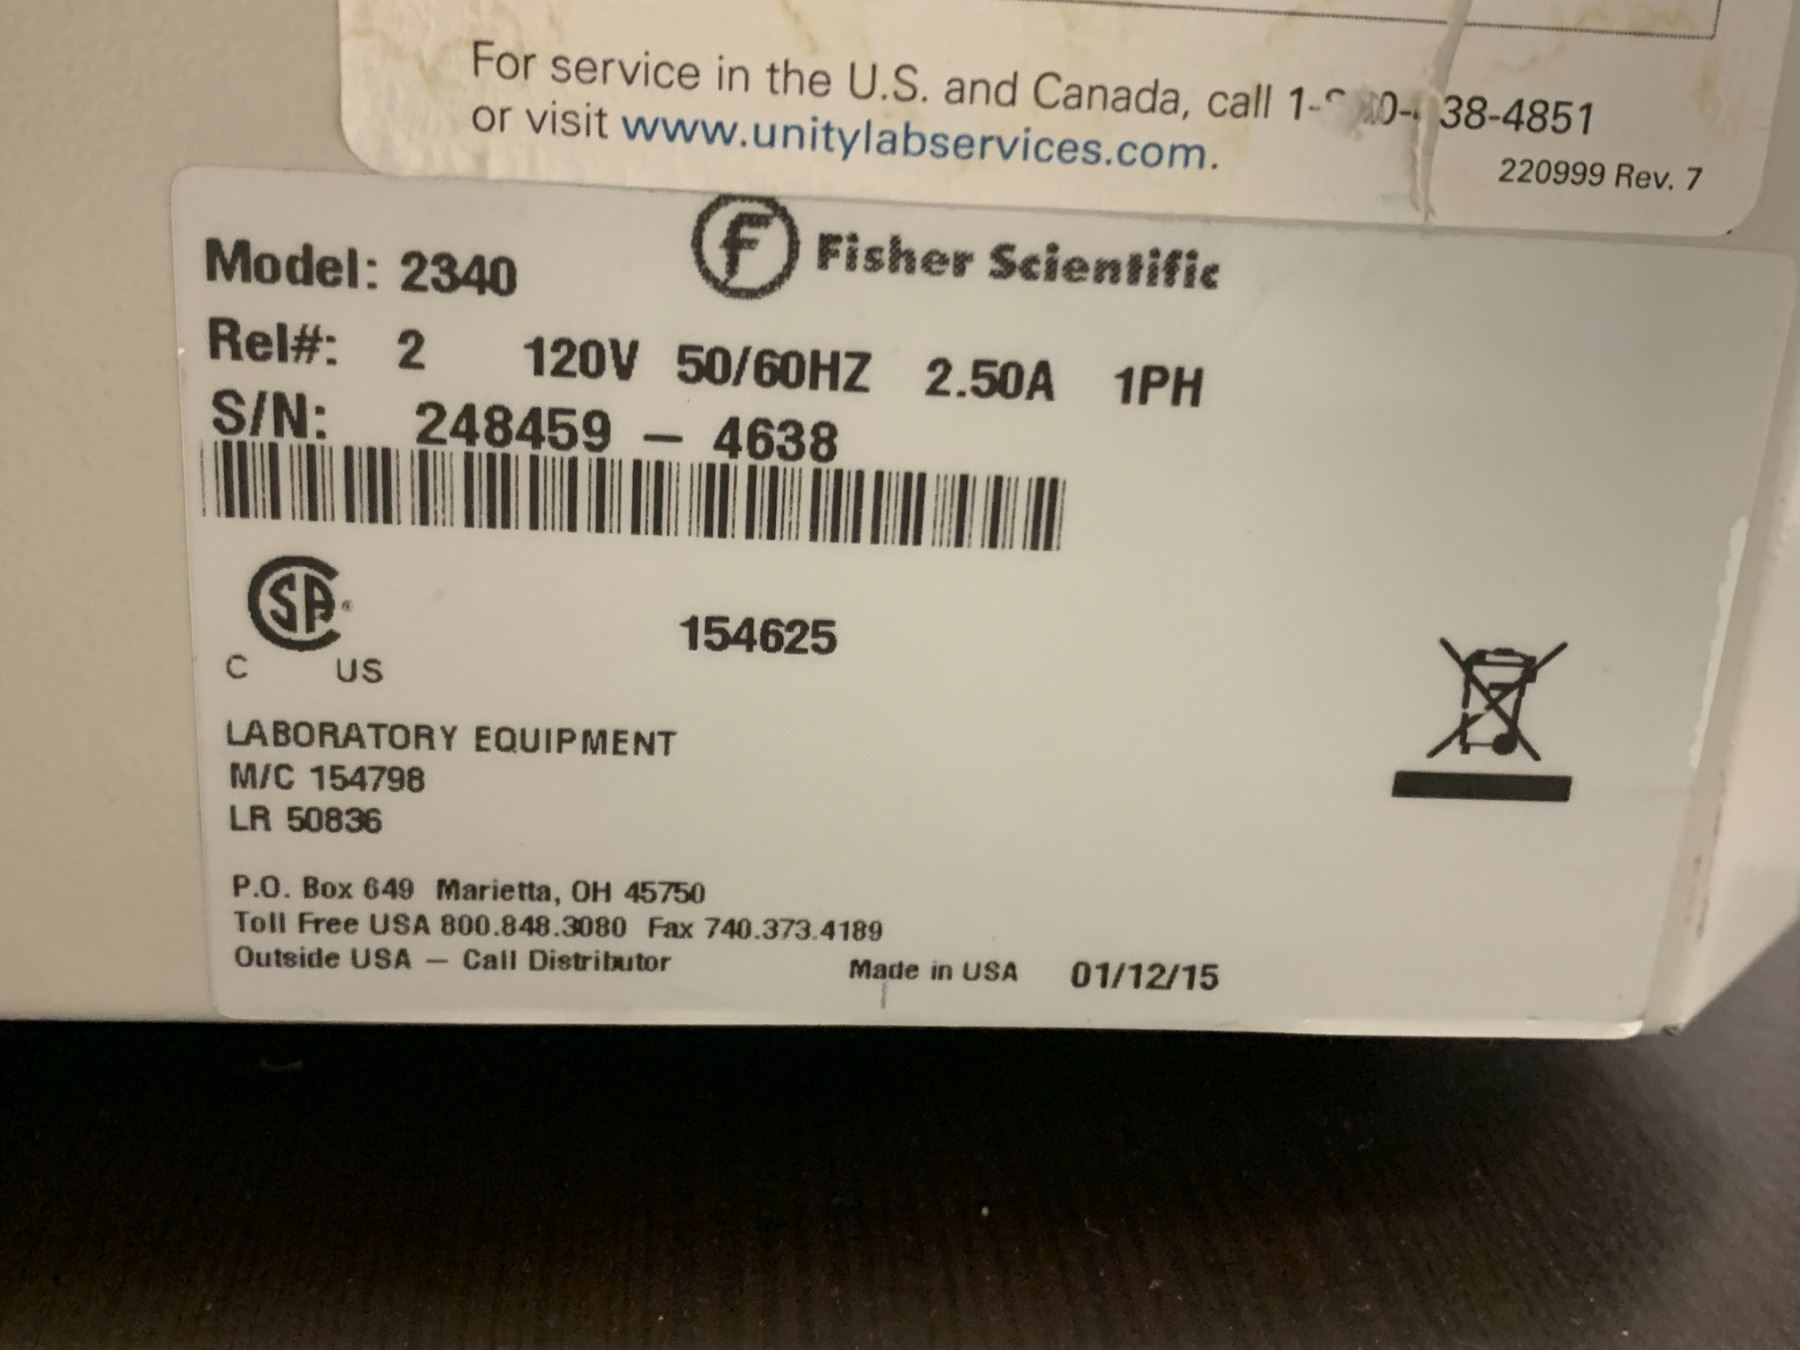 For service in the U.S. and Canada, call 38-4851
or visit www.unitylabservices.com.
220999 Rev. 7
Fisher Scientific
Model: 2340
Rel#: 2 120V 50/60HZ 2.50A 1PH
S/N: 248459 – 4638
CSA®
C US
154625
LABORATORY EQUIPMENT
M/C 154798
LR 50836
P.O. Box 649 Marietta, OH 45750
Toll Free USA 800.848.3080 Fax 740.373.4189
Outside USA – Call Distributor
Made in USA 01/12/15